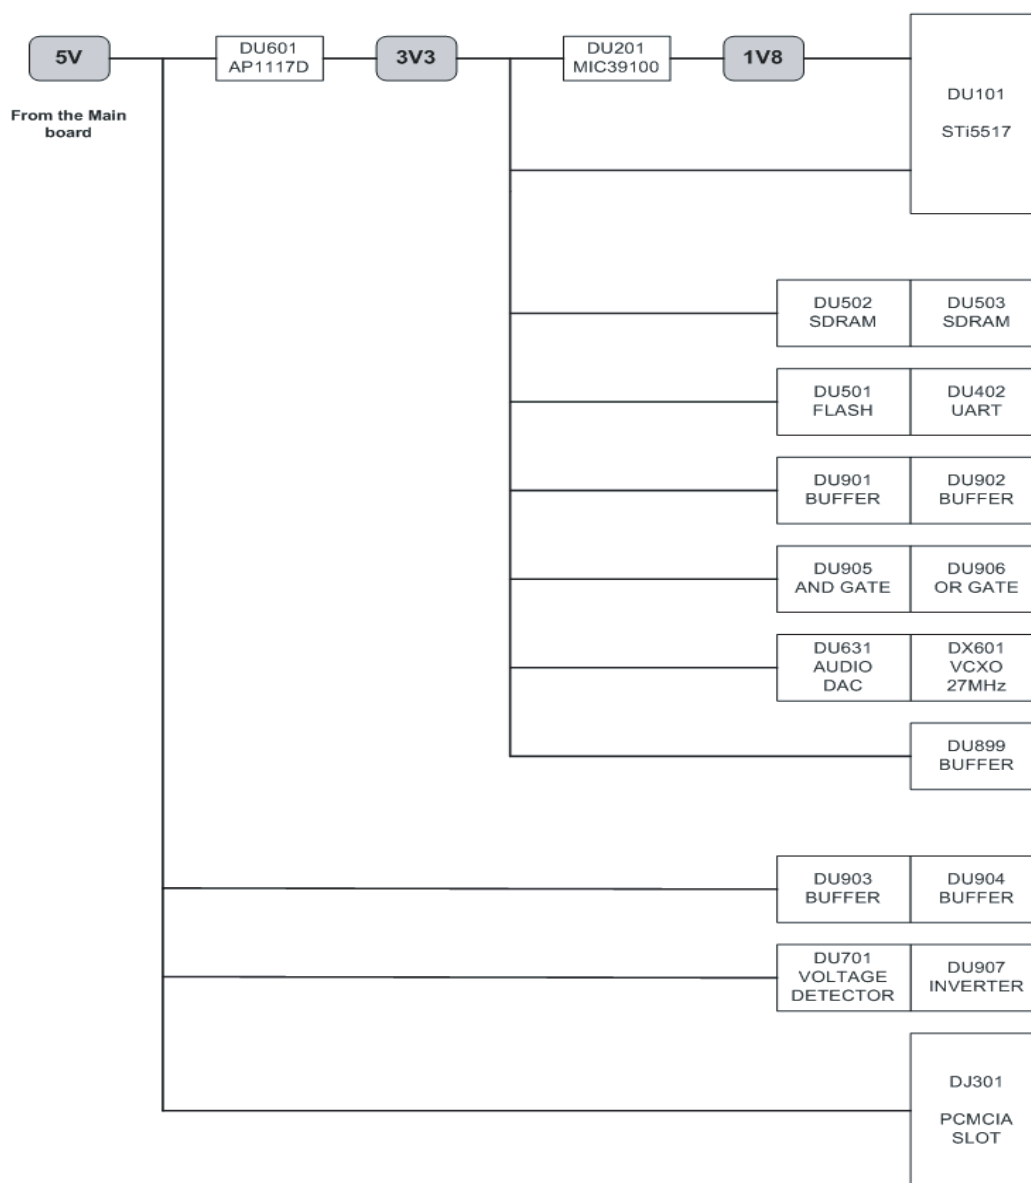 5V
DU601
AP1117D
3V3
DU201
MIC39100
1V8
From the Main
board
DU101
STi5517
DU502
SDRAM
DU503
SDRAM
DU501
FLASH
DU402
UART
DU901
BUFFER
DU902
BUFFER
DU905
AND GATE
DU906
OR GATE
DU631
AUDIO
DAC
DX601
VCXO
27MHz
DU899
BUFFER
DU903
BUFFER
DU904
BUFFER
DU701
VOLTAGE
DETECTOR
DU907
INVERTER
DJ301
PCMCIA
SLOT